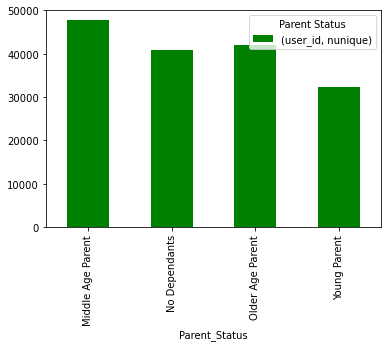 50000
40000
30000
20000
10000
0
Parent Status
(user_id, nunique)
Middle Age Parent
No Dependants
Older Age Parent
Young Parent
Parent_Status